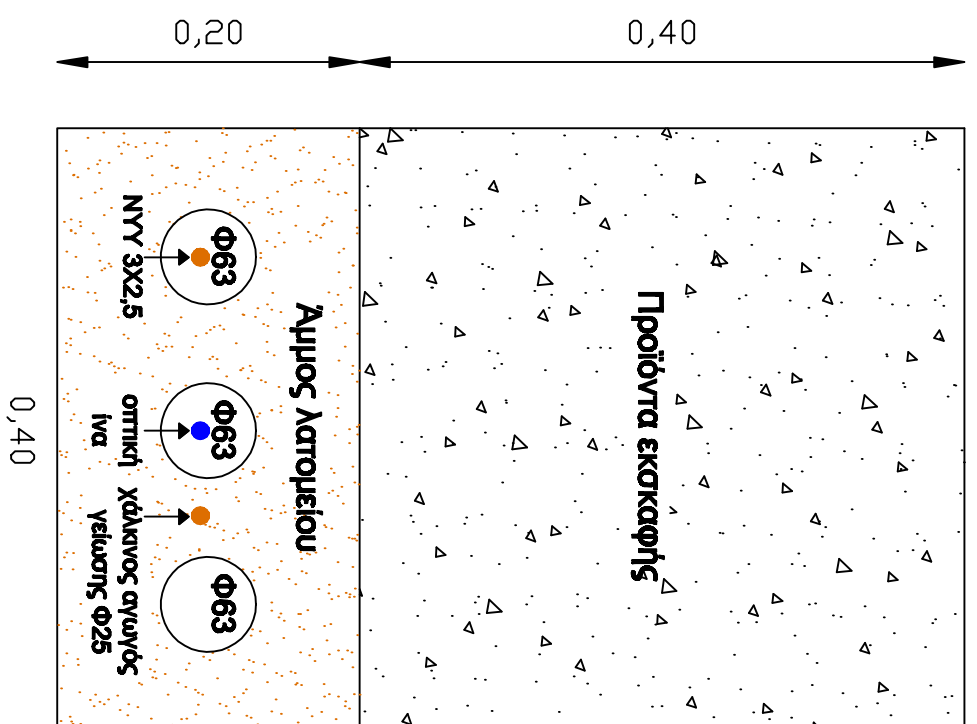 0,20
0,40
Προϊόντα εκσκαφής
Άμμος λατομείου
Φ63
Φ63
Φ63
NYY 3X2,5
οπτική
ίνα
χάλκινος αγωγός
γείωσης Φ25
0,40